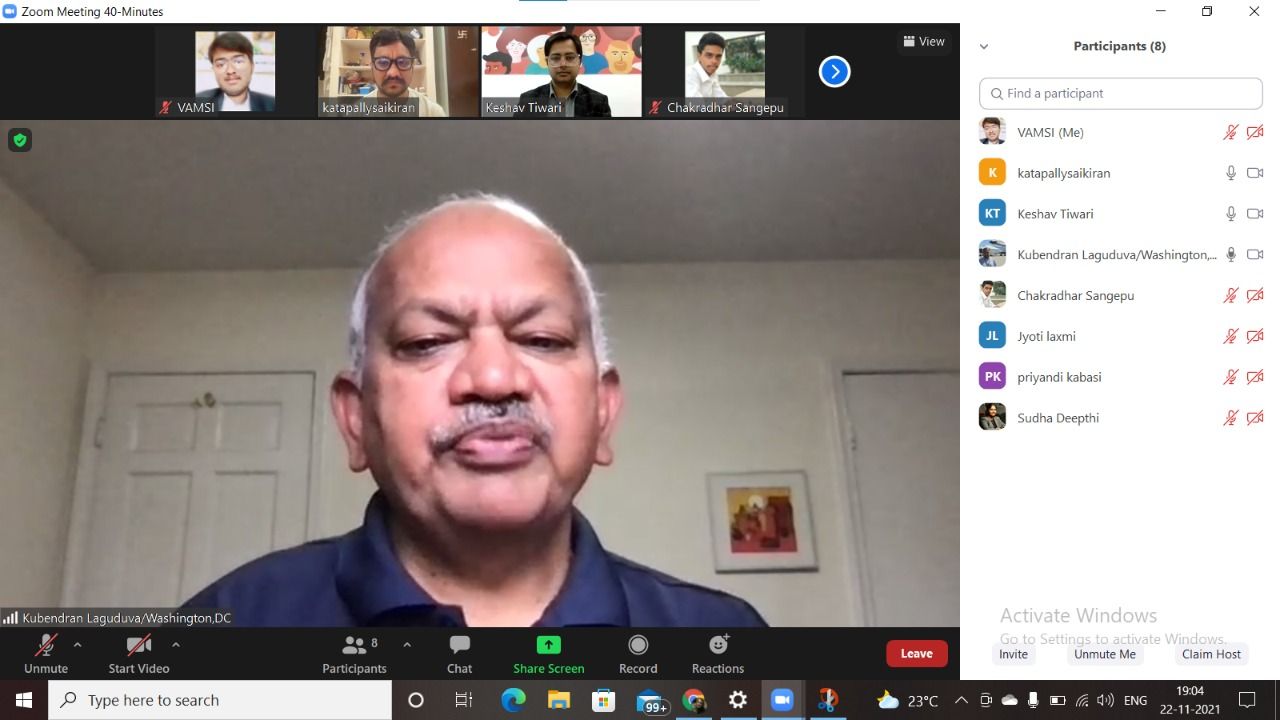 Zoom Meeting 40-Minutes
View
VAMSI
katapallysaikiran
Keshav Tiwari
Chakradhar Sangepu
Participants (8)
Find a participant
VAMSI (Me)
K
katapallysaikiran
KT
Keshav Tiwari
Kubendran Laguduva/Washington,...
Chakradhar Sangepu
JL
Jyoti laxmi
PK
priyandi kabasi
Sudha Deepthi
Kubendran Laguduva/Washington,DC
Activate Windows
Go to Settings to activate Windows.
Invite
Unmute Me
Claim Host
8
Unmute
Start Video
Participants
Chat
Share Screen
Record
Reactions
Leave
Type here to search
99+
23°C
ENG
19:04
22-11-2021